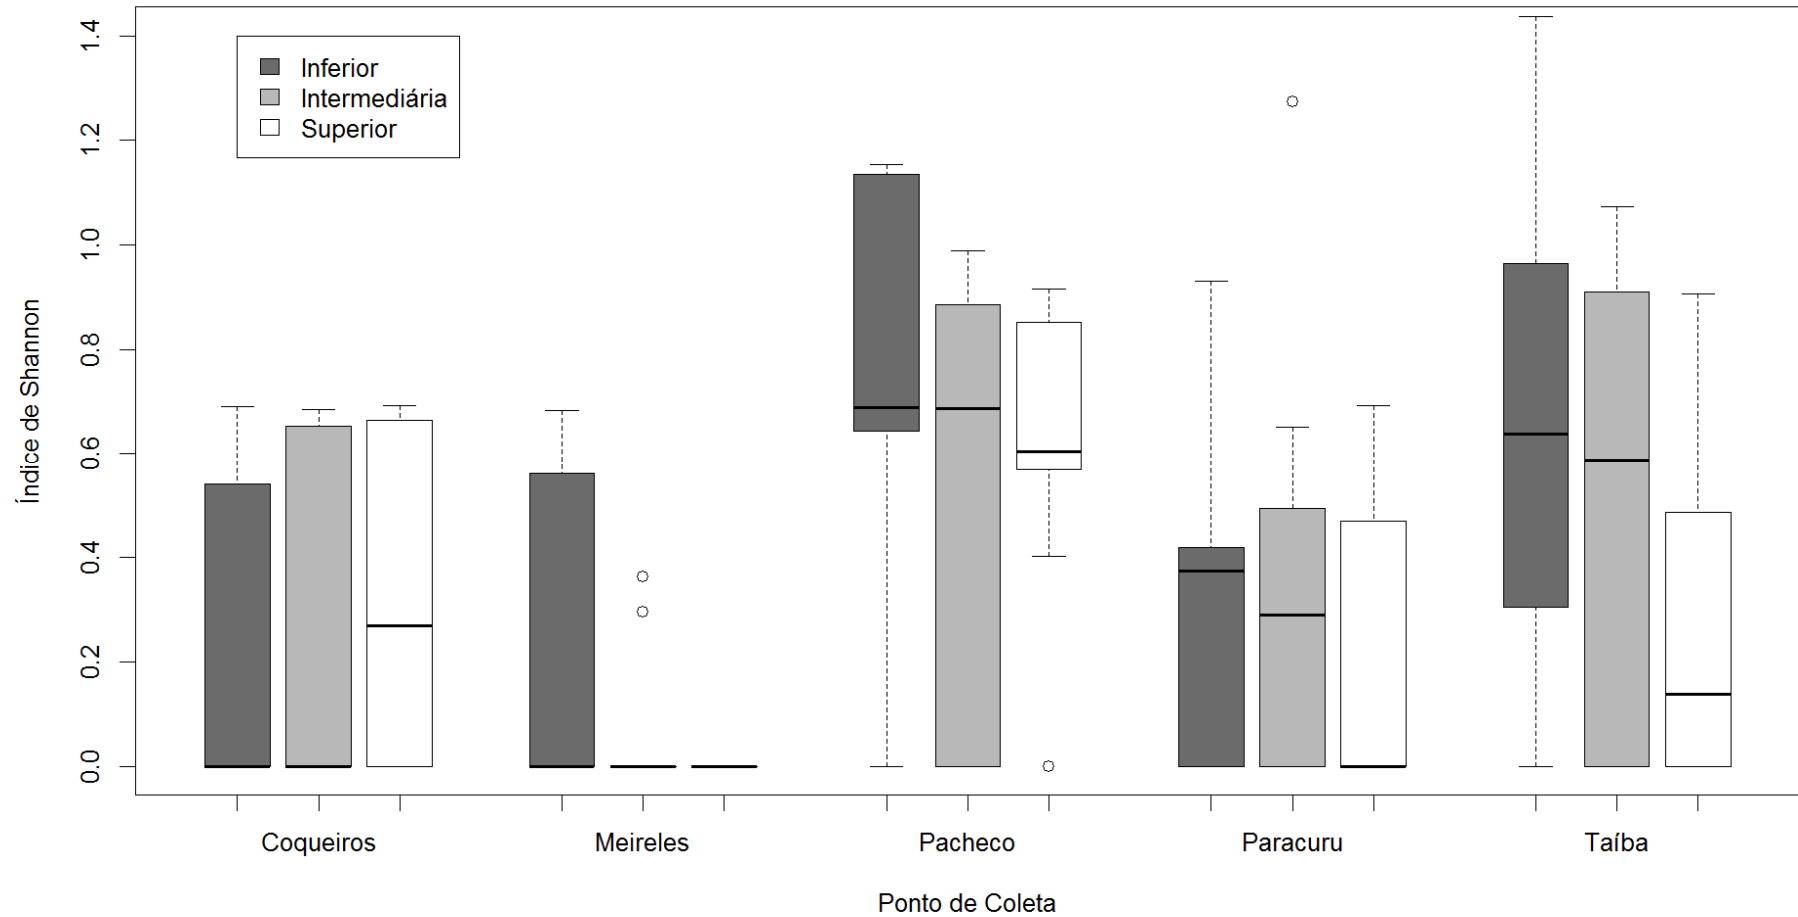 Inferior
Intermediária
Superior
Índice de Shannon
1.4
1.2
1.0
0.8
0.6
0.4
0.2
0.0
Coqueiros Meireles Pacheco Paracuru Taíba
Ponto de Coleta